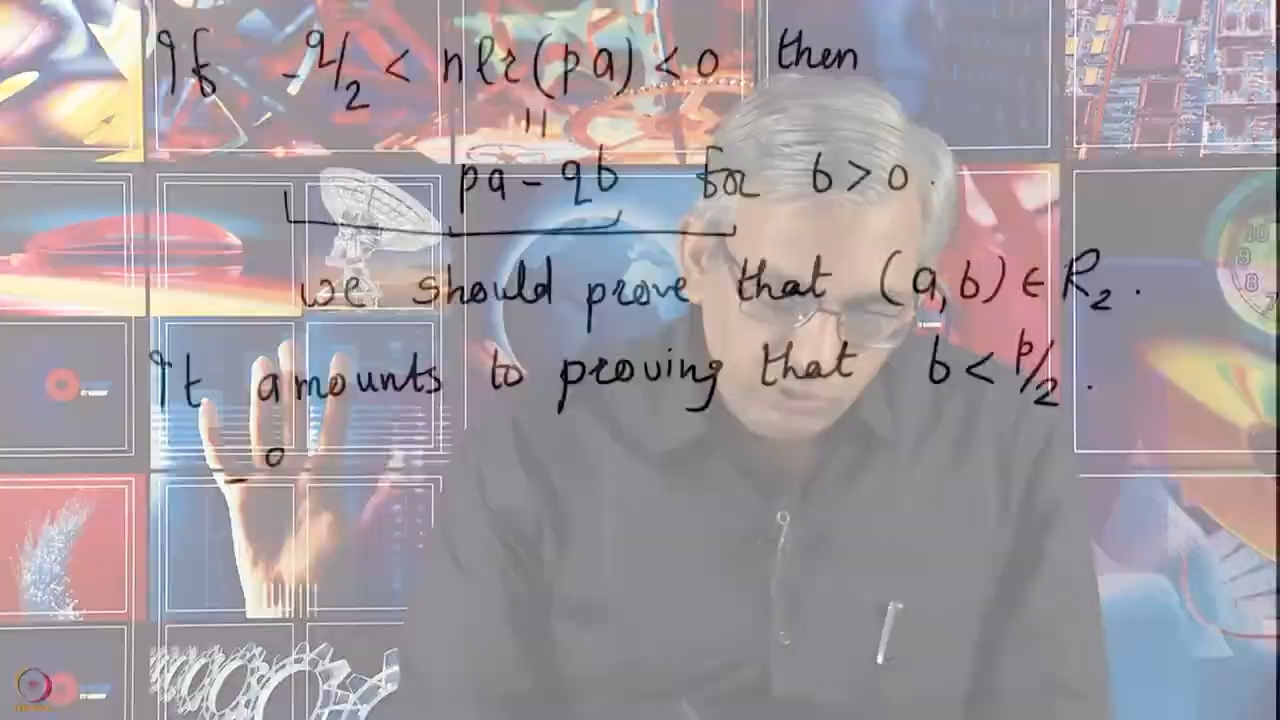 If -q/2 < nlr(pa) < 0 then
"
pa - qb for b > 0.
we should prove that (a,b) ∈ R₂.
It amounts to proving that b < p/2.